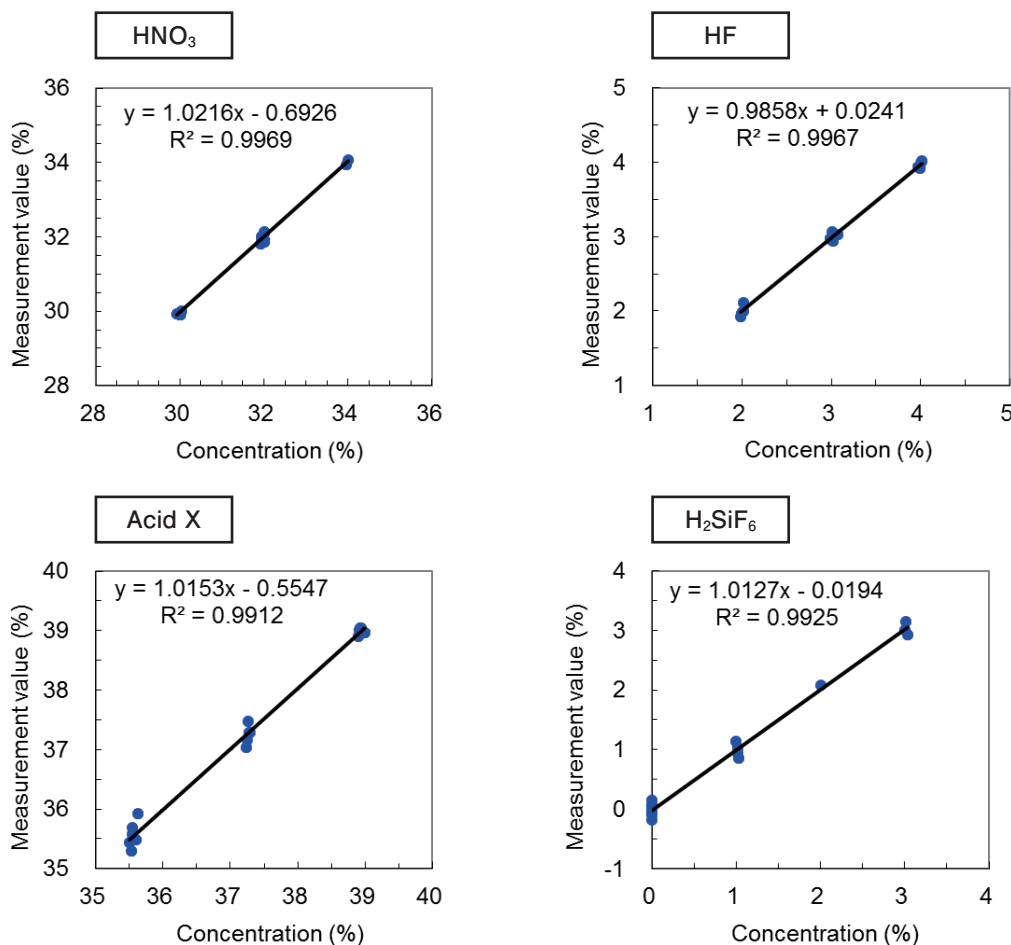 HNO₃
36
34
32
30
28
28 30 32 34 36
Measurement value (%)
Concentration (%)
y = 1.0216x - 0.6926
R² = 0.9969
HF
5
4
3
2
1
1 2 3 4 5
Measurement value (%)
Concentration (%)
y = 0.9858x + 0.0241
R² = 0.9967
Acid X
40
39
37
36
35
35 36 37 39 40
Measurement value (%)
Concentration (%)
y = 1.0153x - 0.5547
R² = 0.9912
H₂SiF₆
4
3
2
1
0
-1
0 1 2 3 4
Measurement value (%)
Concentration (%)
y = 1.0127x - 0.0194
R² = 0.9925